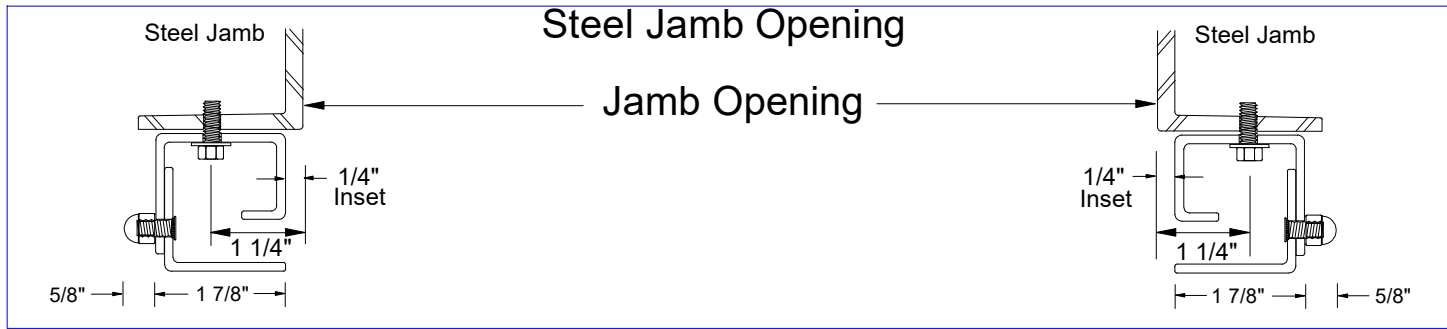 Steel Jamb Opening
Steel Jamb
Steel Jamb
Jamb Opening
1/4"
Inset
1/4"
Inset
1 1/4"
1 1/4"
5/8"
1 7/8"
1 7/8"
5/8"